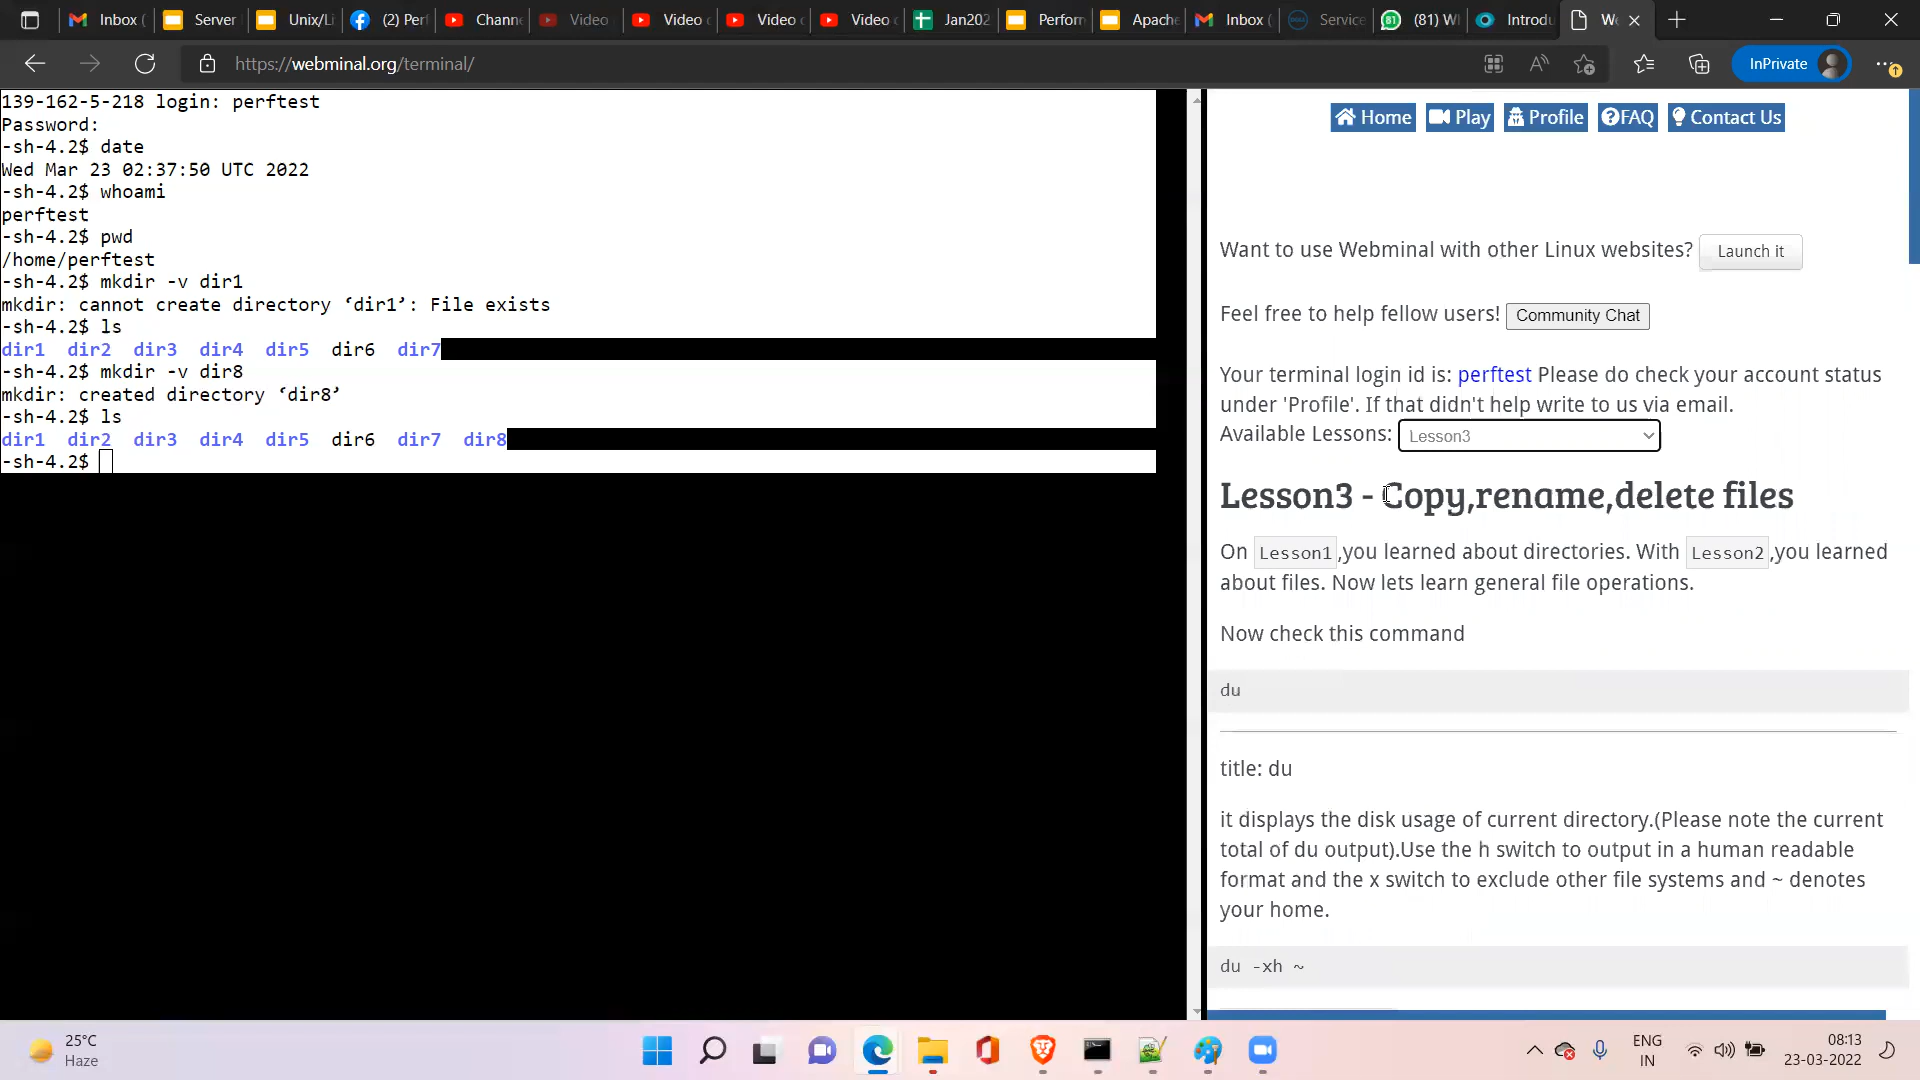 Inbox (
Server
Unix/Li
(2) Perf
Channe
Video
Video
Video
Video
Jan202
Perform
Apache
Inbox (
Service
(81) W
Introdu
We
https://webminal.org/terminal/
InPrivate
139-162-5-218 login: perftest
Password:
-sh-4.2$ date
Wed Mar 23 02:37:50 UTC 2022
-sh-4.2$ whoami
perftest
-sh-4.2$ pwd
/home/perftest
-sh-4.2$ mkdir -v dir1
mkdir: cannot create directory ‘dir1’: File exists
-sh-4.2$ ls
dir1 dir2 dir3 dir4 dir5 dir6 dir7
-sh-4.2$ mkdir -v dir8
mkdir: created directory ‘dir8’
-sh-4.2$ ls
dir1 dir2 dir3 dir4 dir5 dir6 dir7 dir8
-sh-4.2$
Home Play Profile FAQ Contact Us
Want to use Webminal with other Linux websites? Launch it
Feel free to help fellow users! Community Chat
Your terminal login id is: perftest Please do check your account status
under 'Profile'. If that didn't help write to us via email.
Available Lessons: Lesson3
Lesson3 - Copy,rename,delete files
On Lesson1,you learned about directories. With Lesson2,you learned
about files. Now lets learn general file operations.
Now check this command
du
title: du
it displays the disk usage of current directory.(Please note the current
total of du output).Use the h switch to output in a human readable
format and the x switch to exclude other file systems and ~ denotes
your home.
du -xh ~
25°C
Haze
ENG
IN
08:13
23-03-2022